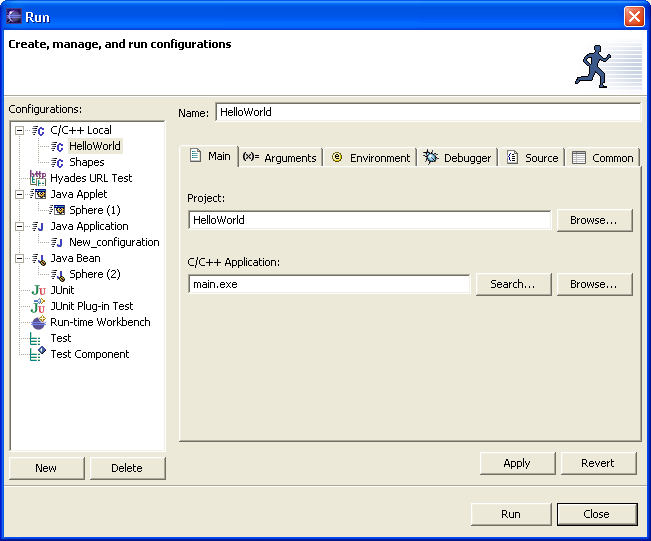 Run
Create, manage, and run configurations
Configurations:
C/C++ Local
HelloWorld
Shapes
Hyades URL Test
Java Applet
Sphere (1)
Java Application
New_configuration
Java Bean
Sphere (2)
JUnit
JUnit Plug-in Test
Run-time Workbench
Test
Test Component
New Delete
Name: HelloWorld
Main (x)= Arguments Environment Debugger Source Common
Project:
HelloWorld Browse...
C/C++ Application:
main.exe Search... Browse...
Apply Revert
Run Close